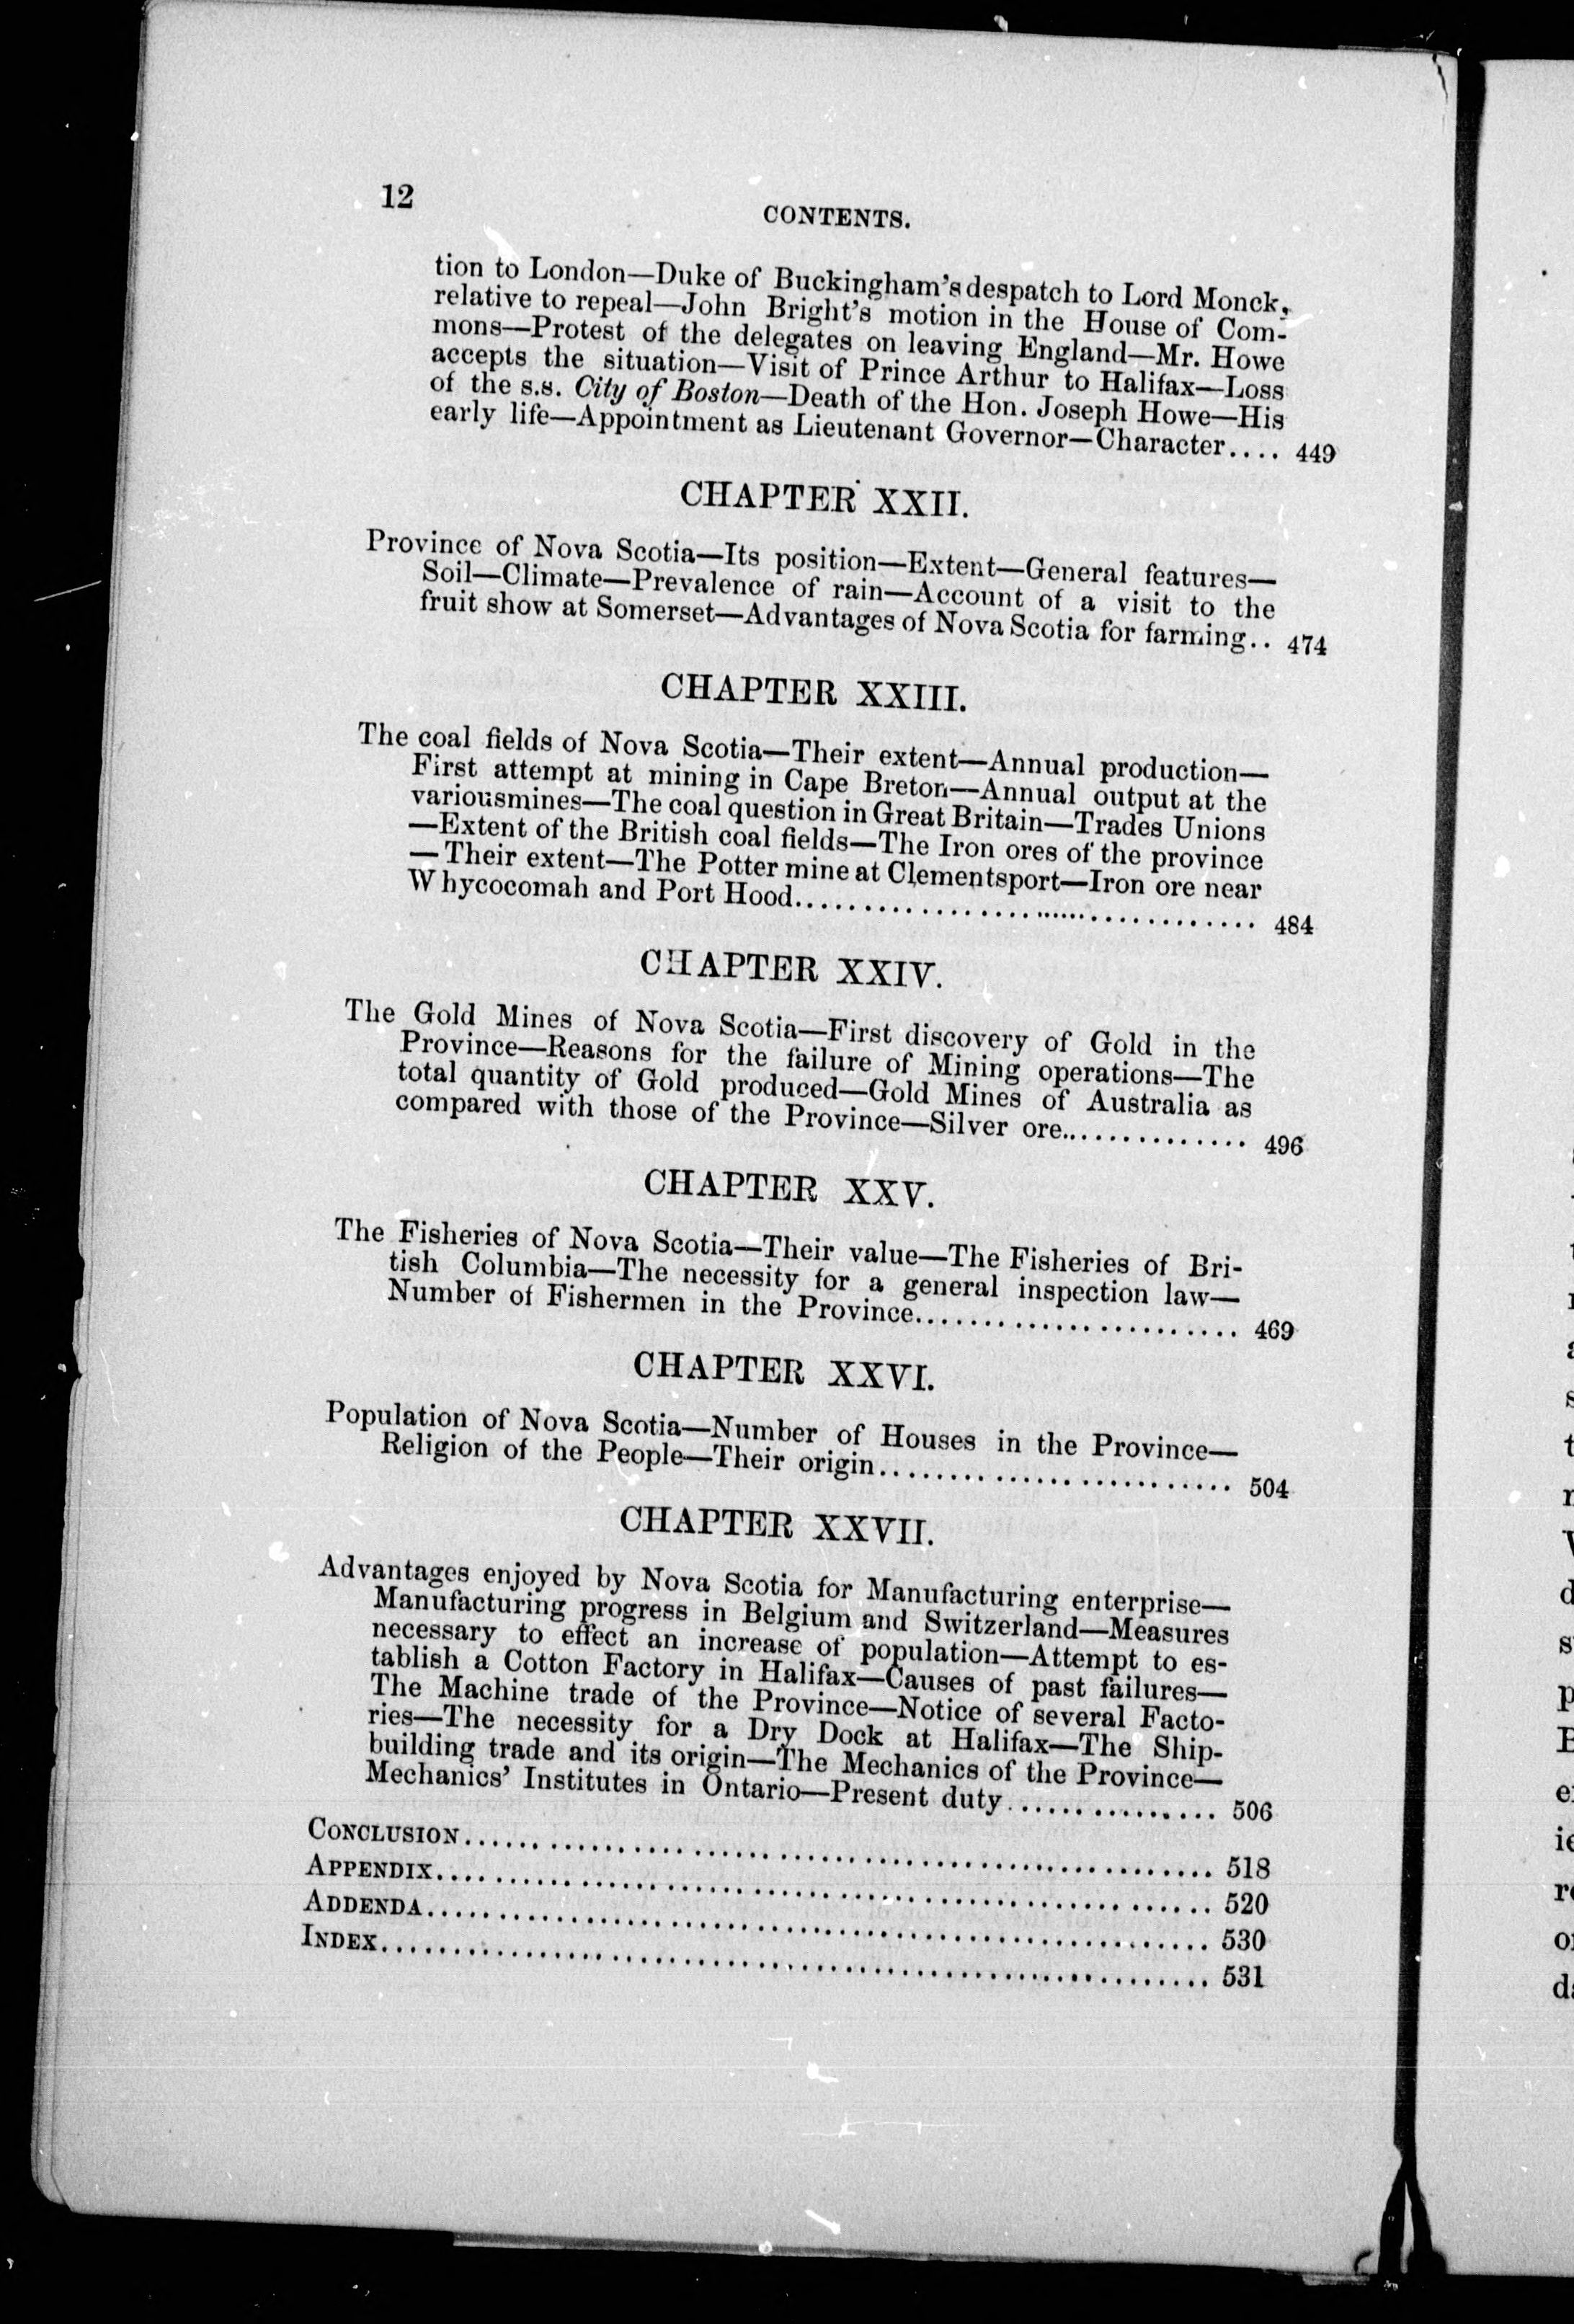 12
CONTENTS.
tion to London—Duke of Buckingham's despatch to Lord Monck,
relative to repeal—John Bright's motion in the House of Com-
mons—Protest of the delegates on leaving England—Mr. Howe
accepts the situation—Visit of Prince Arthur to Halifax—Loss
of the s.s. City of Boston—Death of the Hon. Joseph Howe—His
early life—Appointment as Lieutenant Governor—Character.... 449
CHAPTER XXII.
Province of Nova Scotia—Its position—Extent—General features—
Soil—Climate—Prevalence of rain—Account of a visit to the
fruit show at Somerset—Advantages of Nova Scotia for farming.. 474
CHAPTER XXIII.
The coal fields of Nova Scotia—Their extent—Annual production—
First attempt at mining in Cape Breton—Annual output at the
variousmines—The coal question in Great Britain—Trades Unions
—Extent of the British coal fields—The Iron ores of the province
—Their extent—The Potter mine at Clementsport—Iron ore near
Whycocomah and Port Hood.................................. 484
CHAPTER XXIV.
The Gold Mines of Nova Scotia—First discovery of Gold in the
Province—Reasons for the failure of Mining operations—The
total quantity of Gold produced—Gold Mines of Australia as
compared with those of the Province—Silver ore.............. 496
CHAPTER XXV.
The Fisheries of Nova Scotia—Their value—The Fisheries of Bri-
tish Columbia—The necessity for a general inspection law—
Number of Fishermen in the Province........................ 469
CHAPTER XXVI.
Population of Nova Scotia—Number of Houses in the Province—
Religion of the People—Their origin.......................... 504
CHAPTER XXVII.
Advantages enjoyed by Nova Scotia for Manufacturing enterprise—
Manufacturing progress in Belgium and Switzerland—Measures
necessary to effect an increase of population—Attempt to es-
tablish a Cotton Factory in Halifax—Causes of past failures—
The Machine trade of the Province—Notice of several Facto-
ries—The necessity for a Dry Dock at Halifax—The Ship-
building trade and its origin—The Mechanics of the Province—
Mechanics' Institutes in Ontario—Present duty............... 506
CONCLUSION...................................................... 518
APPENDIX........................................................ 520
ADDENDA......................................................... 530
INDEX........................................................... 531